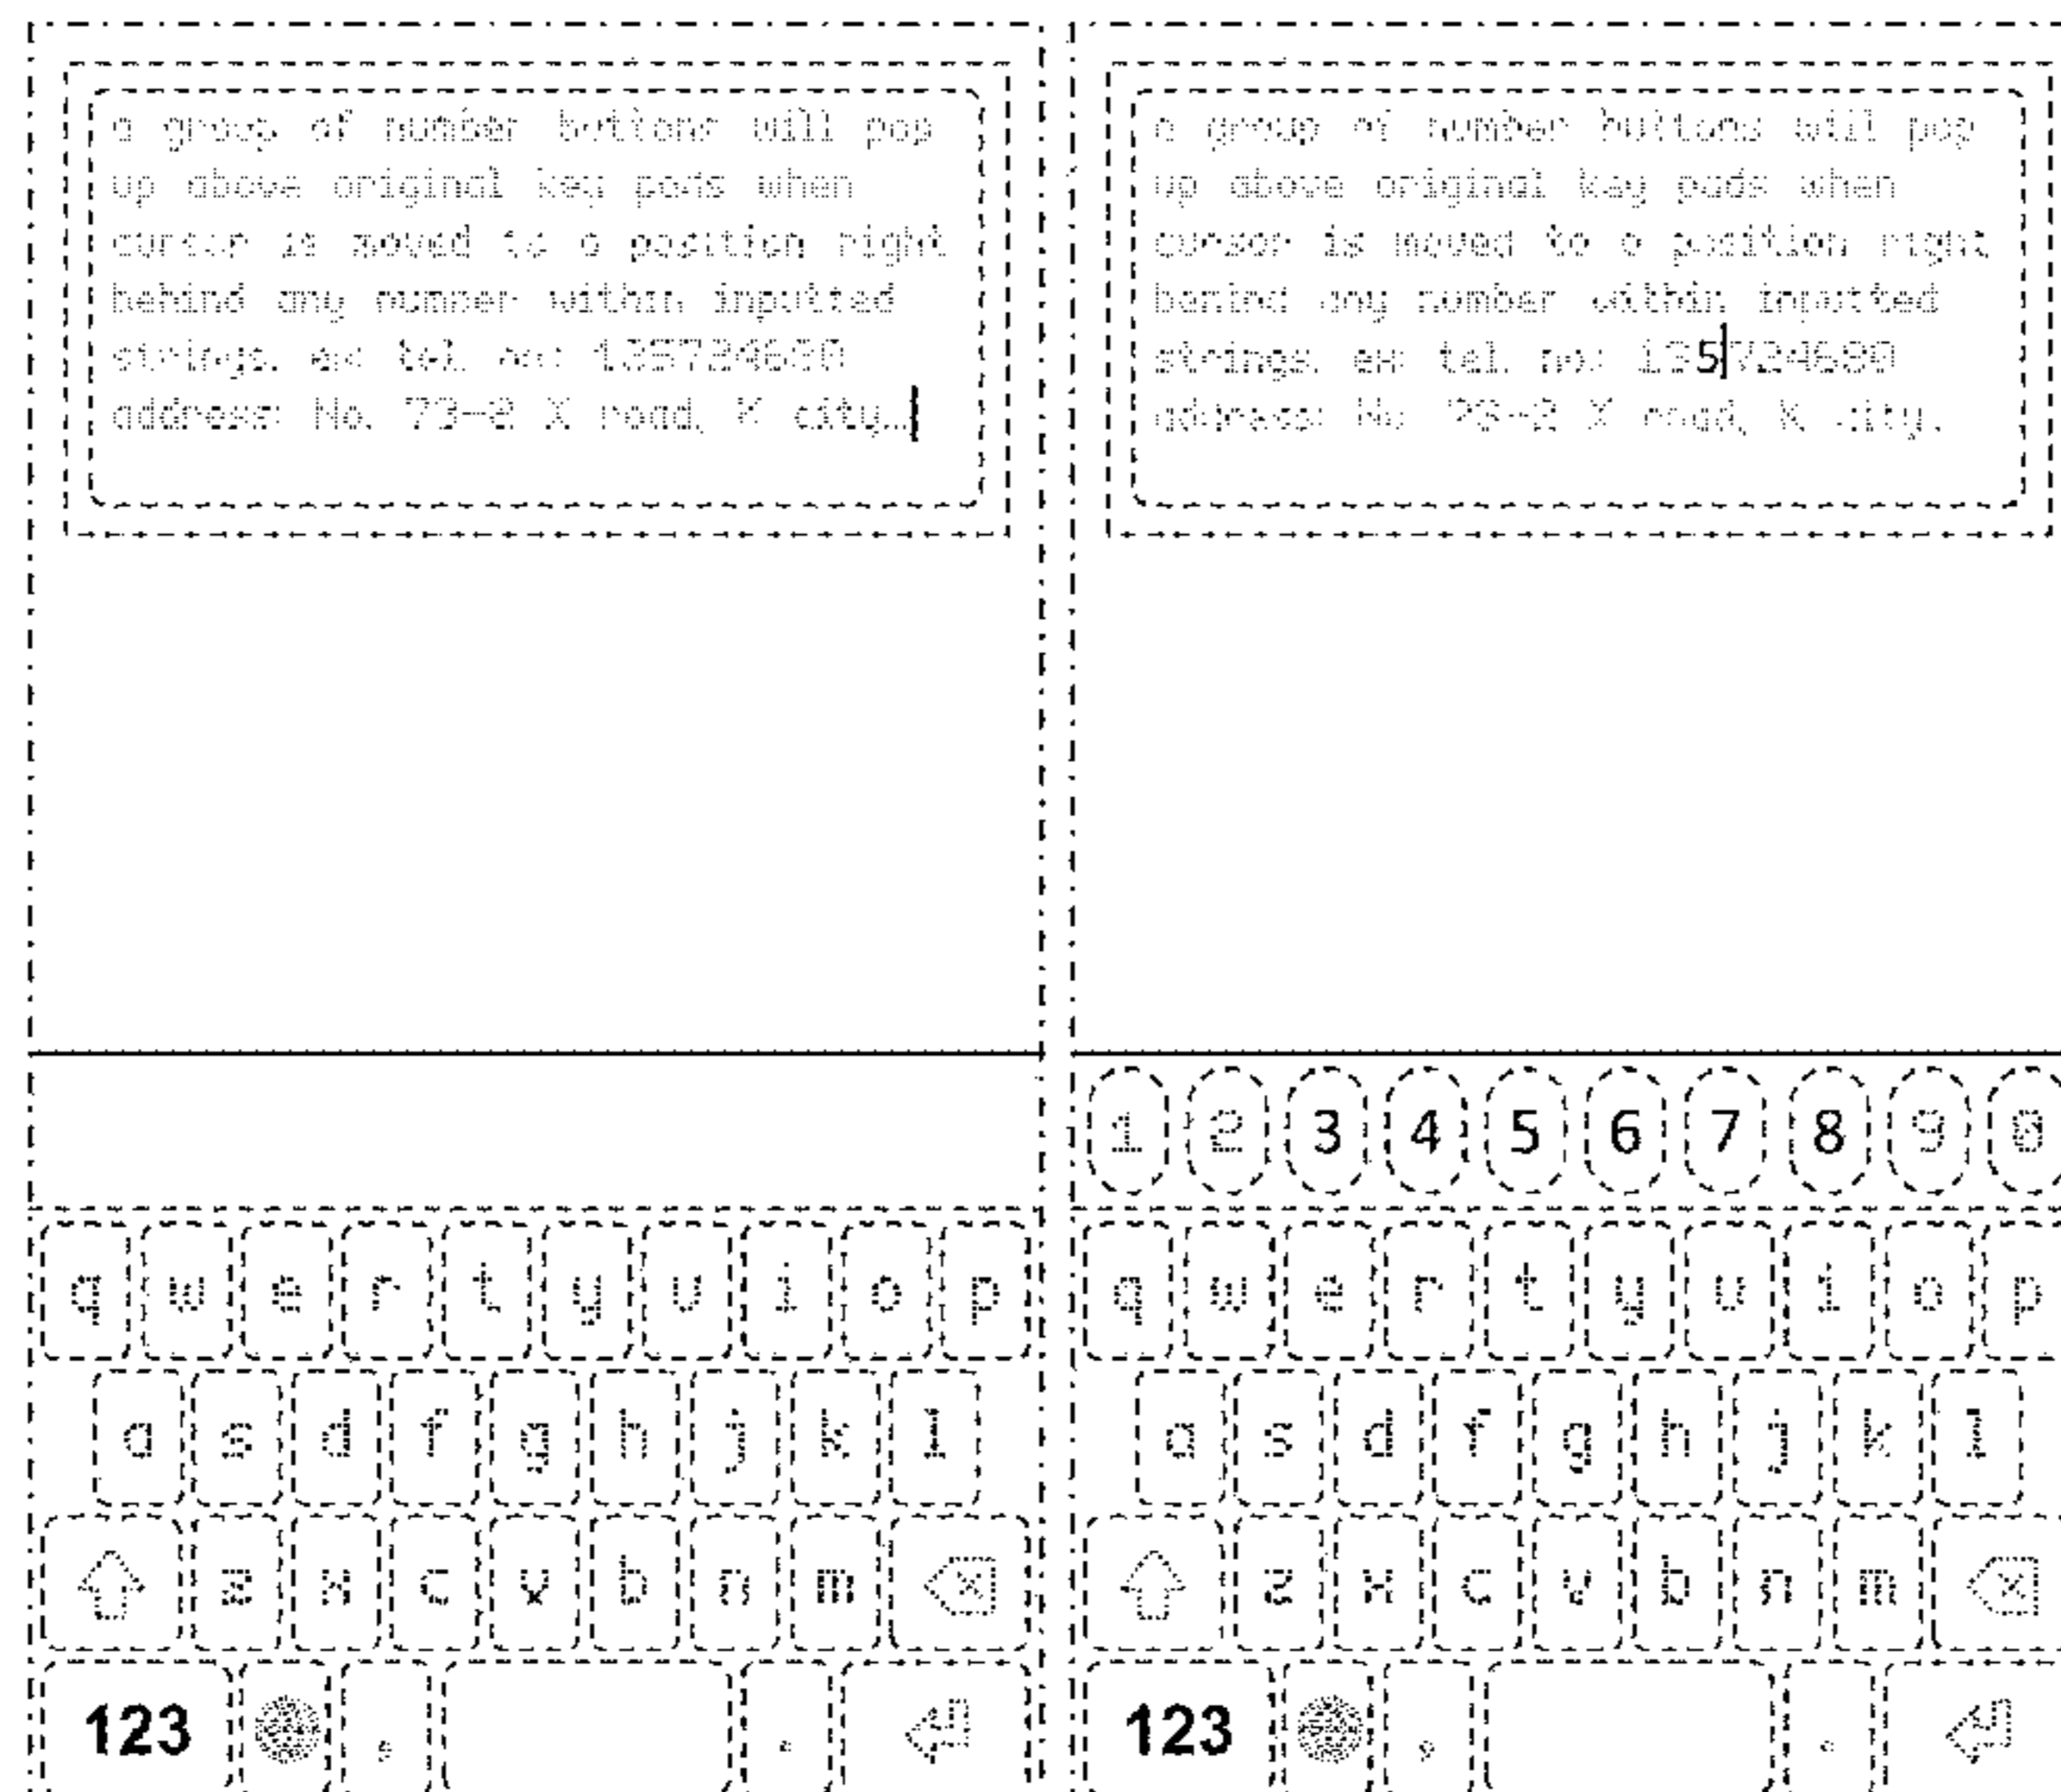 a group of number buttons will pop
up above original key pads when
cursor is moved to a position right
behind any number within inputted
strings. ex: tel. no: 135724680
address: No. 73-2 X road, city.
a group of number buttons will pop
up above original key pads when
cursor is moved to a position right
behind any number within inputted
strings. ex: tel. no: 135724680
address: No 73-2 X road, city.
q w e r t y u i o p
a s d f g h j k l
z x c v b n m
123 , .
1 2 3 4 5 6 7 8 9 0
q w e r t y u i o p
a s d f g h j k l
z x c v b n m
123 , .